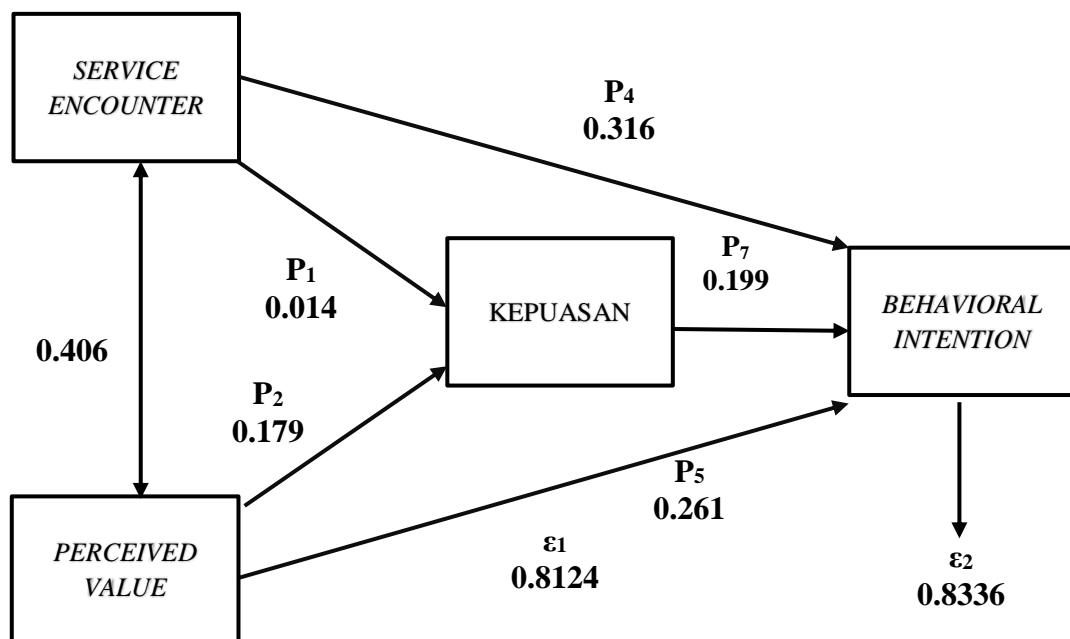 SERVICE
ENCOUNTER
P₄
0.316
P₁
0.014
KEPUASAN
P₇
0.199
BEHAVIORAL
INTENTION
0.406
P₂
0.179
P₅
0.261
PERCEIVED
VALUE
ε₁
0.8124
ε₂
0.8336